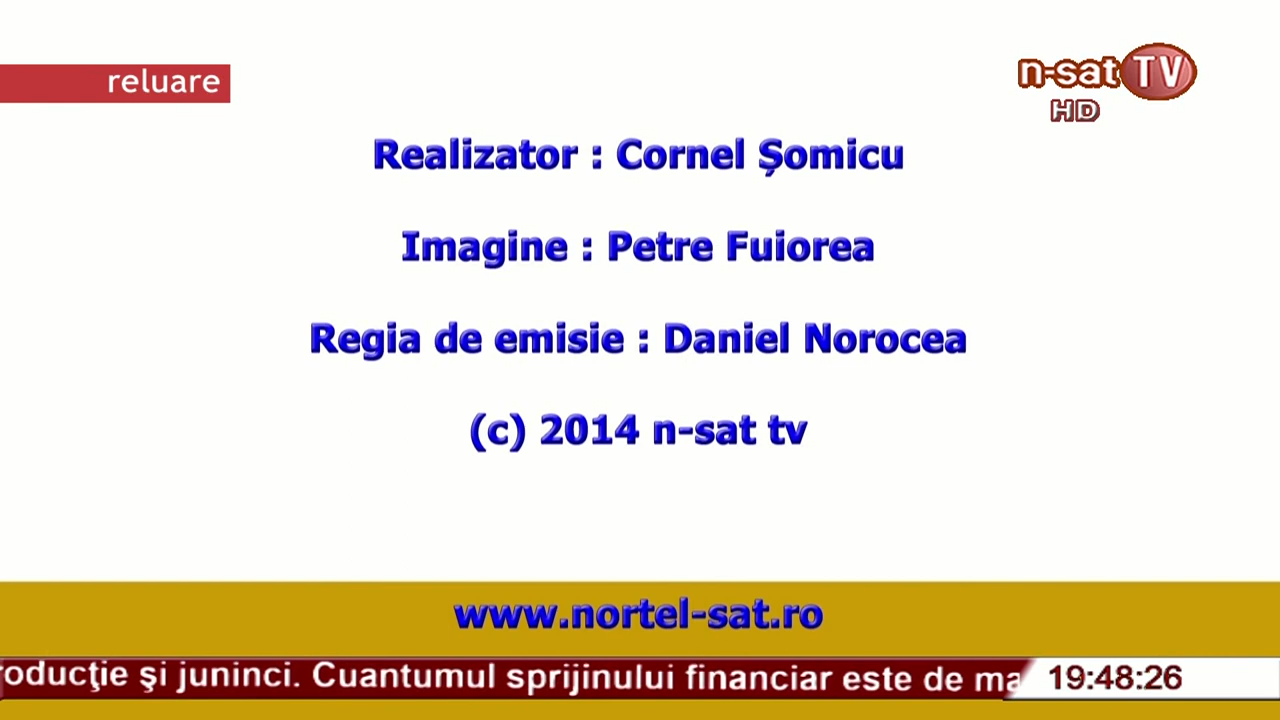 reluare
n-sat TV
HD
Realizator : Cornel Șomicu
Imagine : Petre Fuiorea
Regia de emisie : Daniel Norocea
(c) 2014 n-sat tv
www.nortel-sat.ro
roducţie şi juninci. Cuantumul sprijinului financiar este de ma
19:48:26